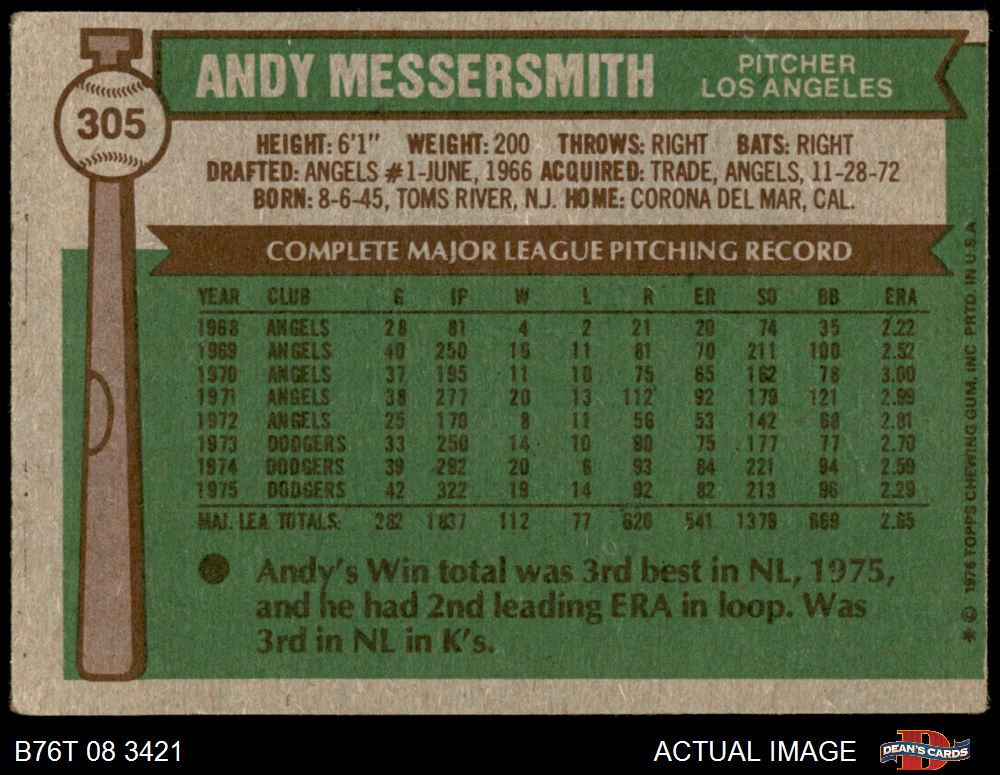 ANDY MESSERSMITH
PITCHER
LOS ANGELES
305
HEIGHT: 6'1" WEIGHT: 200 THROWS: RIGHT BATS: RIGHT
DRAFTED: ANGELS #1-JUNE, 1966 ACQUIRED: TRADE, ANGELS, 11-28-72
BORN: 8-6-45, TOMS RIVER, N.J. HOME: CORONA DEL MAR, CAL.
COMPLETE MAJOR LEAGUE PITCHING RECORD
YEAR CLUB G IP W L R ER SO BB ERA
1968 ANGELS 28 81 4 2 21 20 74 35 2.22
1969 ANGELS 40 250 16 11 81 70 211 100 2.52
1970 ANGELS 37 195 11 10 75 65 162 78 3.00
1971 ANGELS 38 277 20 13 112 92 179 121 2.99
1972 ANGELS 25 170 8 11 56 53 142 68 2.81
1973 DODGERS 33 250 14 10 90 75 177 77 2.70
1974 DODGERS 39 292 20 6 93 84 221 94 2.59
1975 DODGERS 42 322 19 14 92 82 213 96 2.29
MAJ. LEA. TOTALS: 282 1837 112 77 620 541 1379 669 2.65
Andy's Win total was 3rd best in NL, 1975,
and he had 2nd leading ERA in loop. Was
3rd in NL in K's.
* © 1976 TOPPS CHEWING GUM, INC. PRTD. IN U.S.A.
B76T 08 3421
ACTUAL IMAGE
DEAN'S CARDS